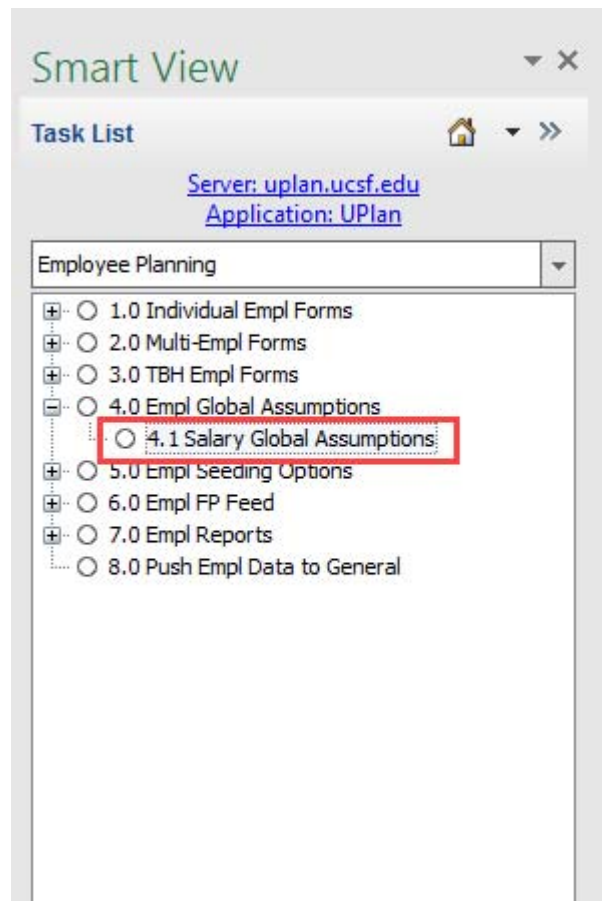 Smart View
Task List
Server: uplan.ucsf.edu
Application: UPlan
Employee Planning
1.0 Individual Empl Forms
2.0 Multi-Empl Forms
3.0 TBH Empl Forms
4.0 Empl Global Assumptions
4.1 Salary Global Assumptions
5.0 Empl Seeding Options
6.0 Empl FP Feed
7.0 Empl Reports
8.0 Push Empl Data to General